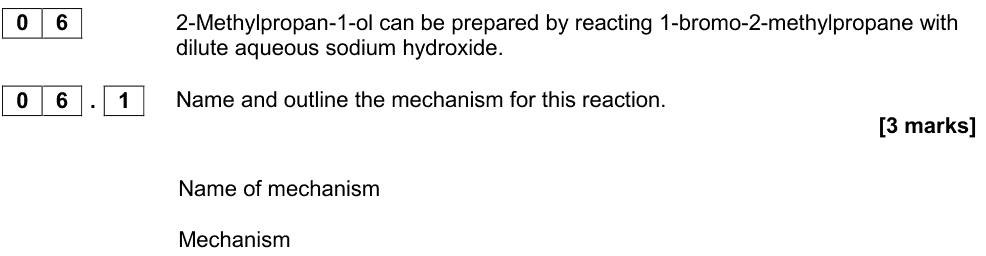 0 6 2-Methylpropan-1-ol can be prepared by reacting 1-bromo-2-methylpropane with
dilute aqueous sodium hydroxide.
0 6 . 1 Name and outline the mechanism for this reaction.
[3 marks]
Name of mechanism
Mechanism